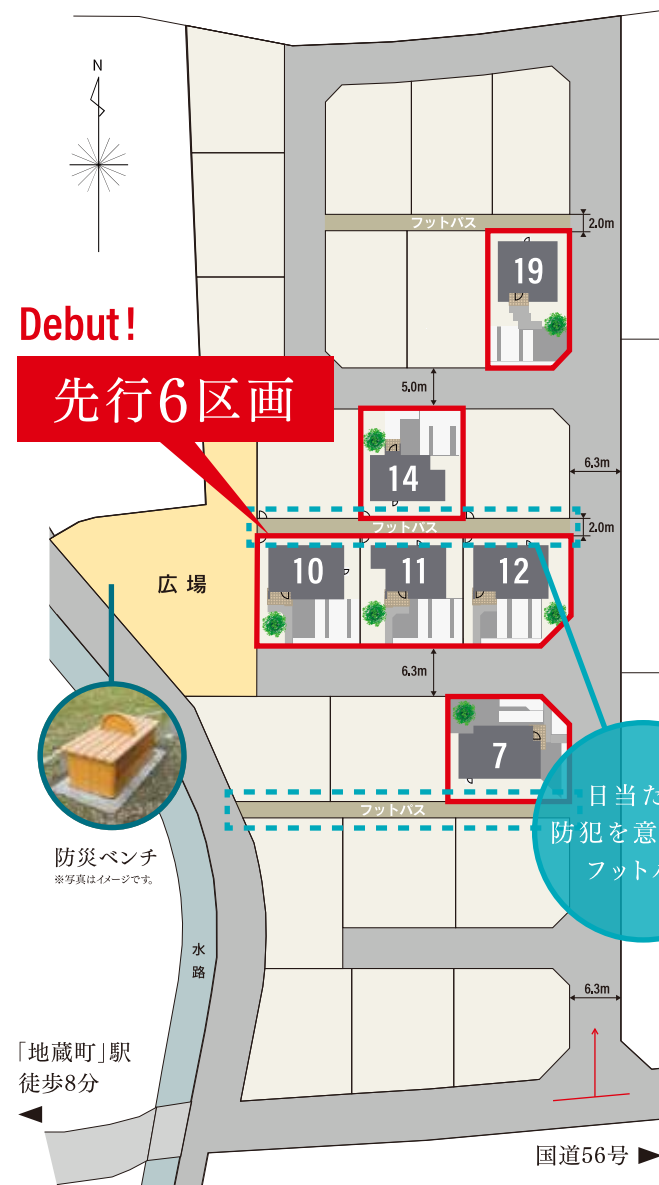 N
フットパス
2.0m
19
Debut!
先行6区画
5.0m
14
6.3m
フットパス
2.0m
広場
10
11
12
6.3m
7
日当た
防犯を意
フットパ
フットパス
防災ベンチ
※写真はイメージです。
水路
6.3m
「地蔵町」駅
徒歩8分
国道56号